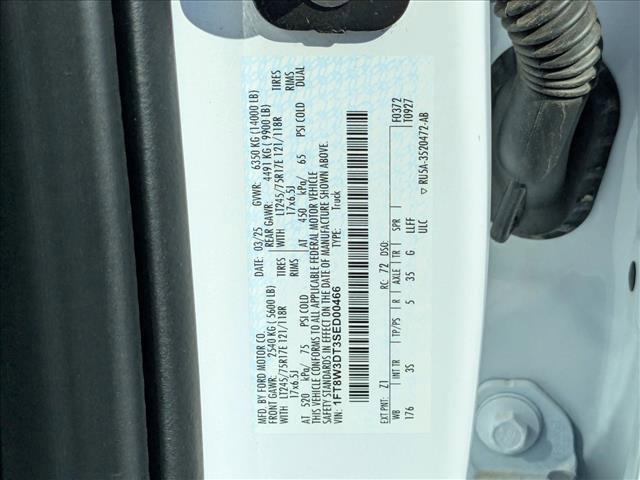 MFD. BY FORD MOTOR CO.
03/25 GVWR: 6350 KG (14000 LB)
FRONT GAWR: 2540 KG (5600 LB) REAR GAWR: 4491 KG (9900 LB)
WITH LT245/75R17E 121/118R TIRES WITH LT245/75R17E 121/118R TIRES
17x6.5J RIMS 17x6.5J RIMS
AT 520 kPa/ 75 PSI COLD AT 450 kPa/ 65 PSI COLD DUAL
THIS VEHICLE CONFORMS TO ALL APPLICABLE FEDERAL MOTOR VEHICLE
SAFETY STANDARDS IN EFFECT ON THE DATE OF MANUFACTURE SHOWN ABOVE.
VIN: 1FT8W3DT3SED00466 TYPE: Truck
F0372
T0927
EXT PNT: Z1 RC: 72 DSO:
WB INT TR TP/PS R AXLE TR SPR
176 35 5 35 G LLFF
ULC
▽ RU5A-3520472-AB